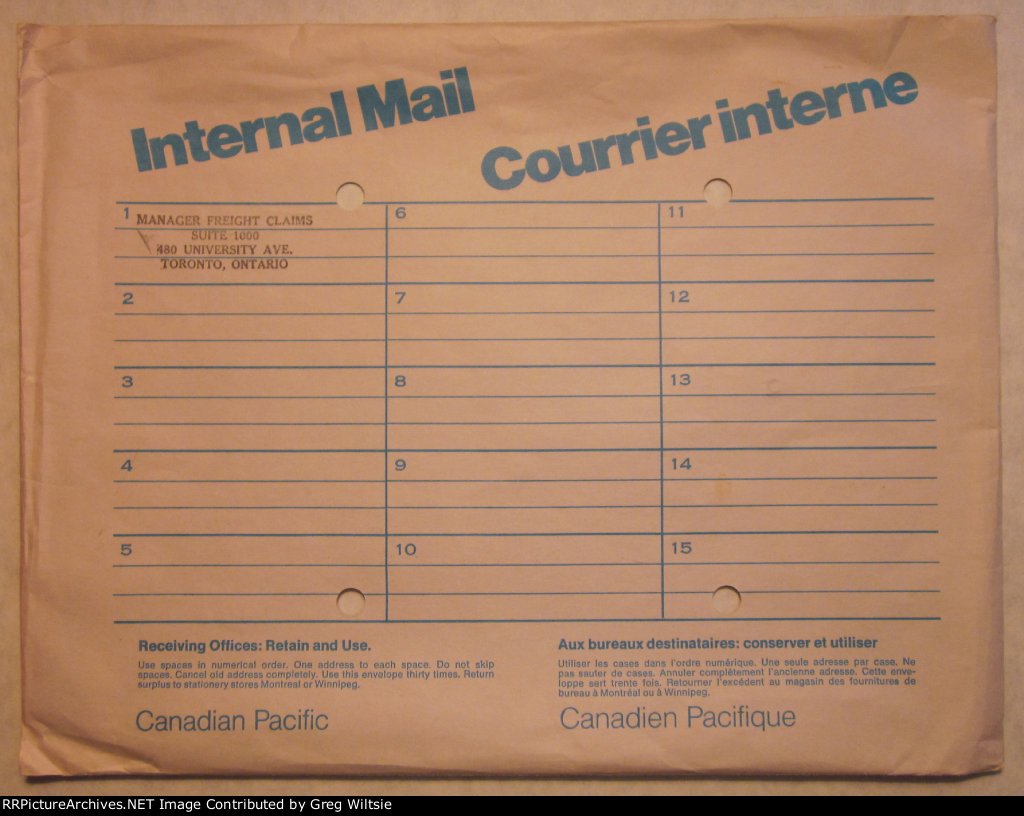 Internal Mail
Courrier interne
1
MANAGER FREIGHT CLAIMS
SUITE 1000
480 UNIVERSITY AVE.
TORONTO, ONTARIO
2
3
4
5
6
7
8
9
10
11
12
13
14
15
Receiving Offices: Retain and Use.
Use spaces in numerical order. One address to each space. Do not skip
spaces. Cancel old address completely. Use this envelope thirty times. Return
surplus to stationery stores Montreal or Winnipeg.
Canadian Pacific
Aux bureaux destinataires: conserver et utiliser
Utiliser les cases dans l'ordre numérique. Une seule adresse par case. Ne
pas sauter de cases. Annuler complètement l'ancienne adresse. Cette enve-
loppe sert trente fois. Retourner l'excédent au magasin des fournitures de
bureau à Montréal ou à Winnipeg.
Canadien Pacifique
RRPictureArchives.NET Image Contributed by Greg Wiltsie